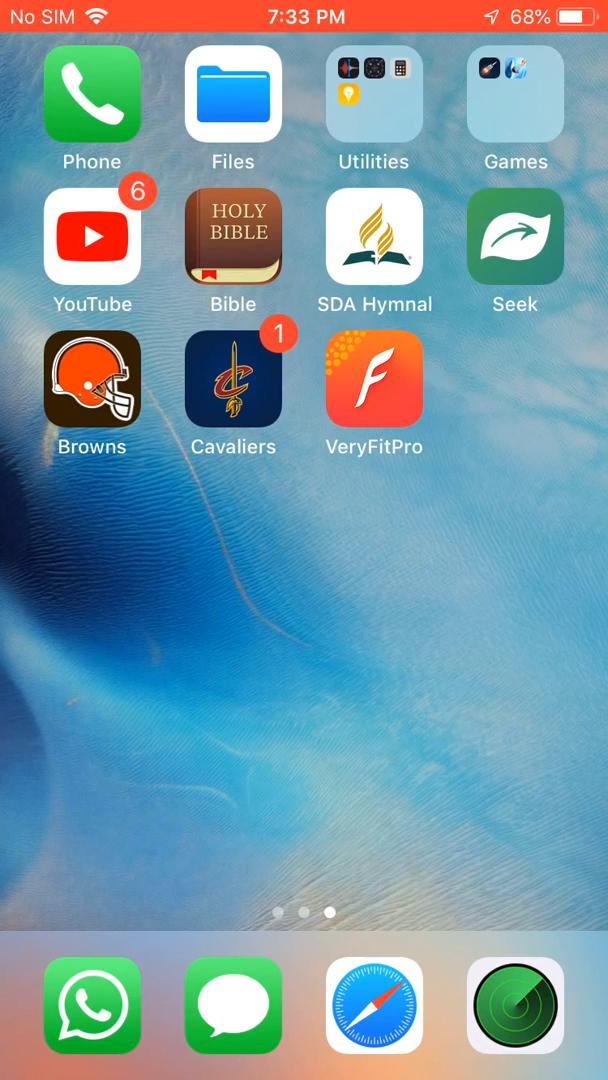 No SIM 7:33 PM 68%
Phone Files Utilities Games
6
HOLY
BIBLE
YouTube Bible SDA Hymnal Seek
1
Browns Cavaliers VeryFitPro